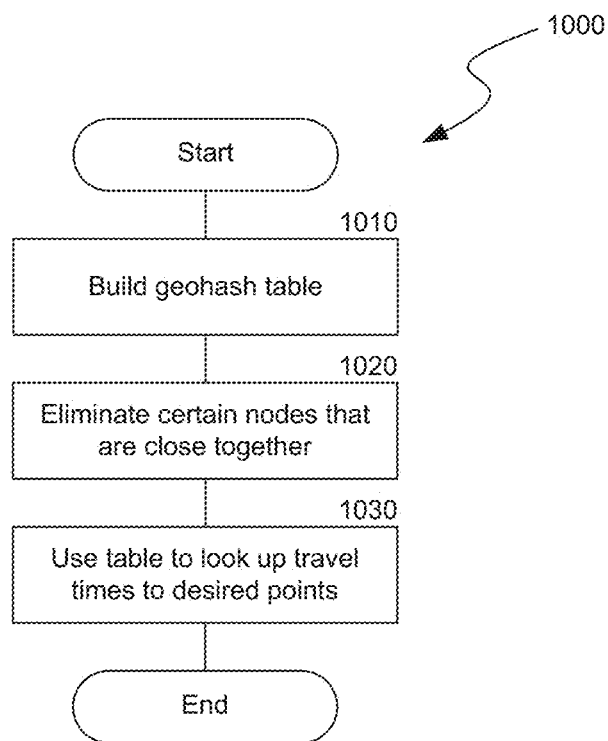 1000
Start
1010
Build geohash table
1020
Eliminate certain nodes that
are close together
1030
Use table to look up travel
times to desired points
End